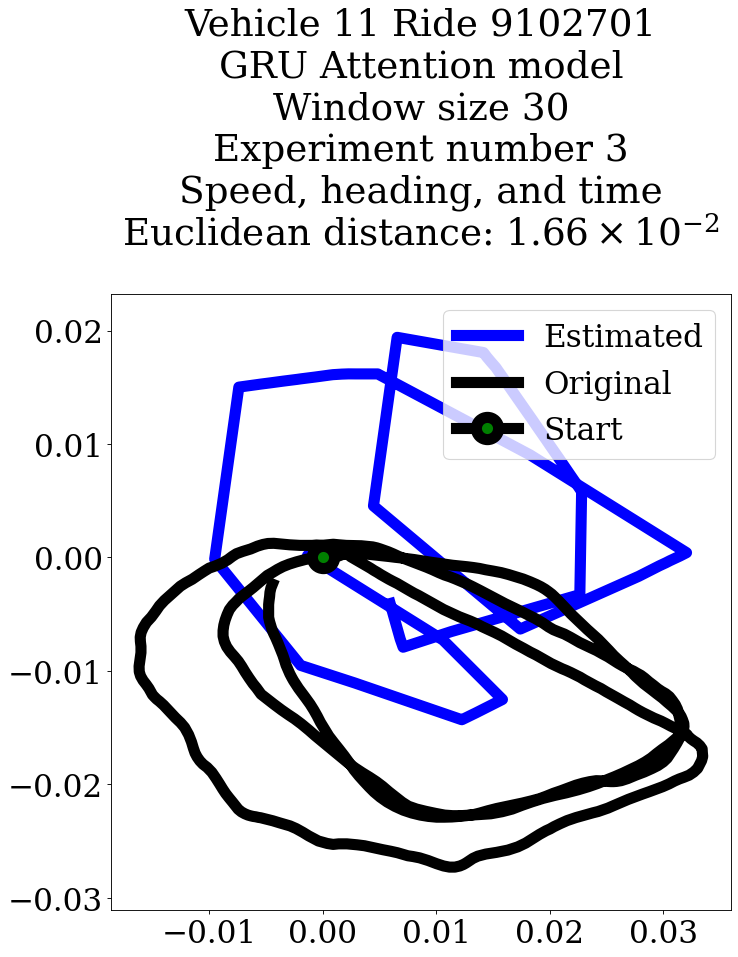 Vehicle 11 Ride 9102701
GRU Attention model
Window size 30
Experiment number 3
Speed, heading, and time
Euclidean distance: 1.66 × 10⁻²
Estimated
Original
Start
0.02
0.01
0.00
−0.01
−0.02
−0.03
−0.01 0.00 0.01 0.02 0.03